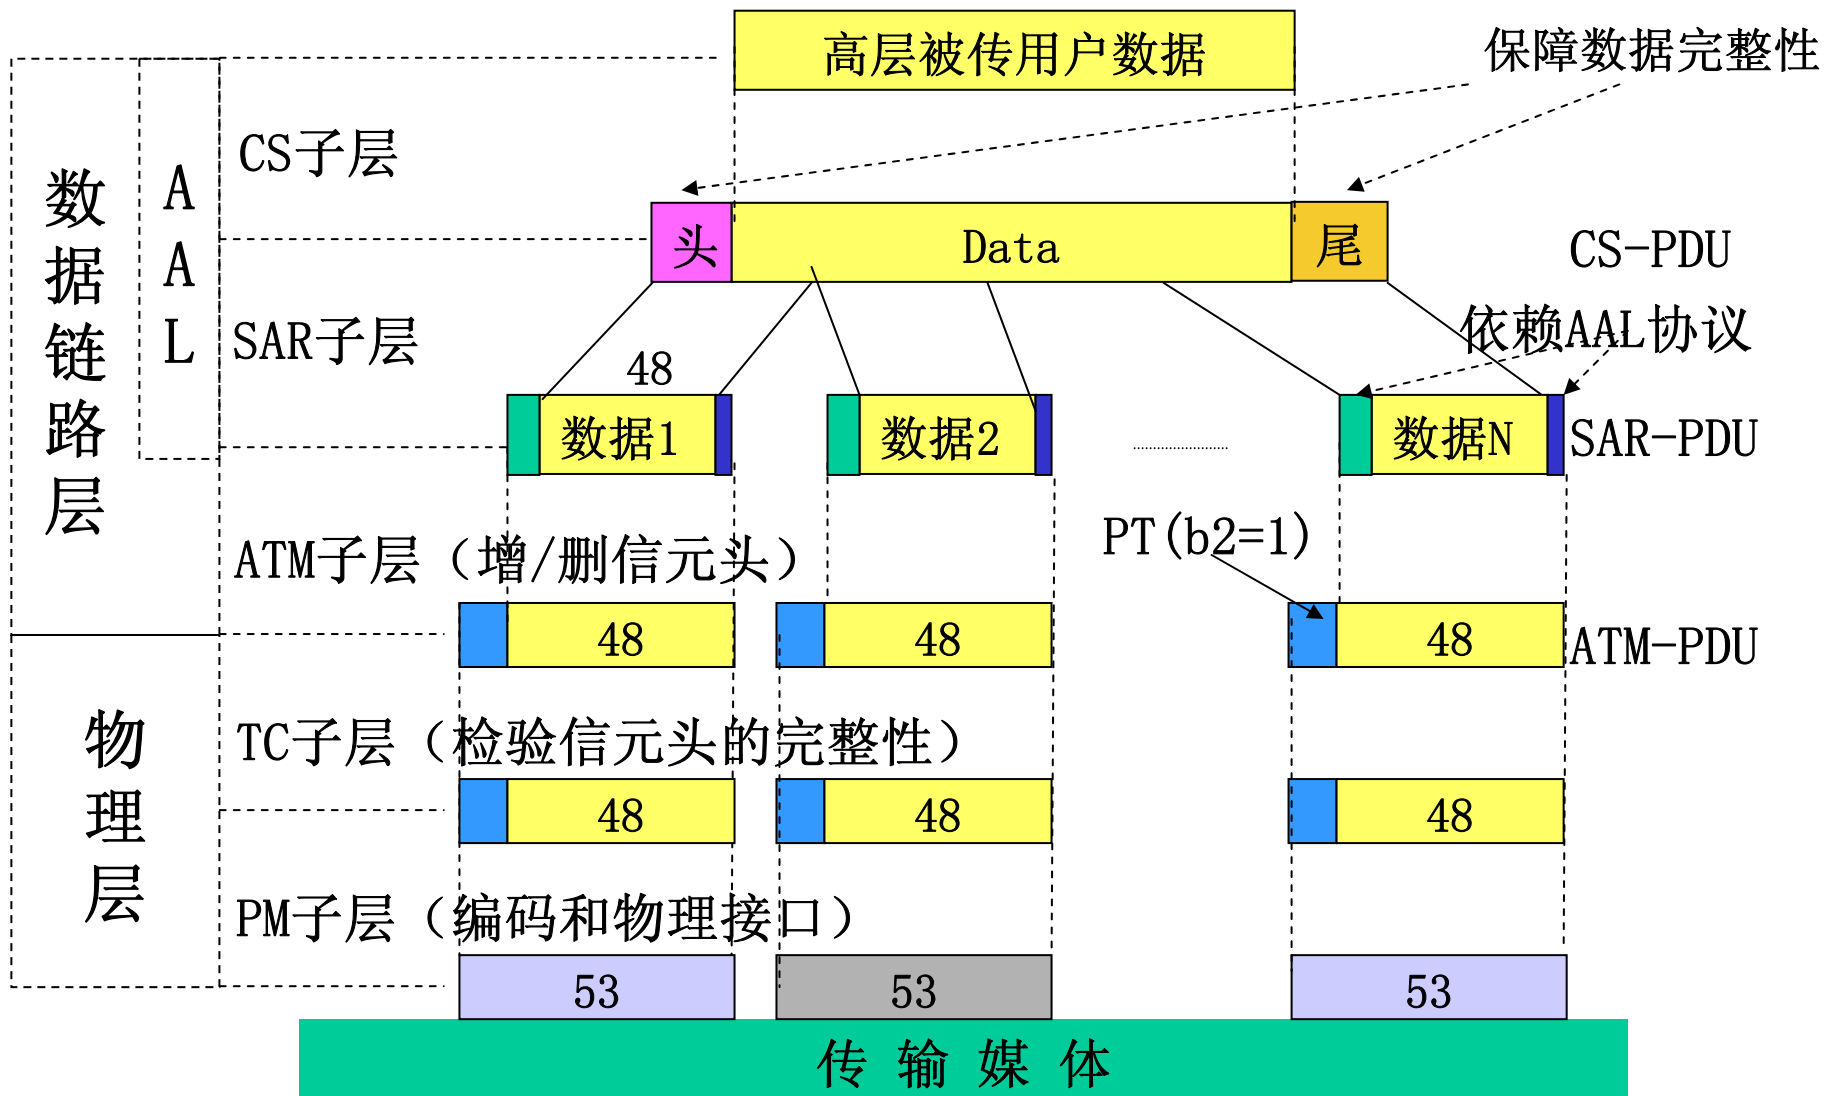 高层被传用户数据
保障数据完整性
CS子层
数据链路层
AAL
头
Data
尾
CS-PDU
SAR子层
依赖AAL协议
48
数据1
数据2
数据N
SAR-PDU
PT(b2=1)
ATM子层（增/删信元头）
48
48
48
ATM-PDU
物理层
TC子层（检验信元头的完整性）
48
48
48
PM子层（编码和物理接口）
53
53
53
传输媒体